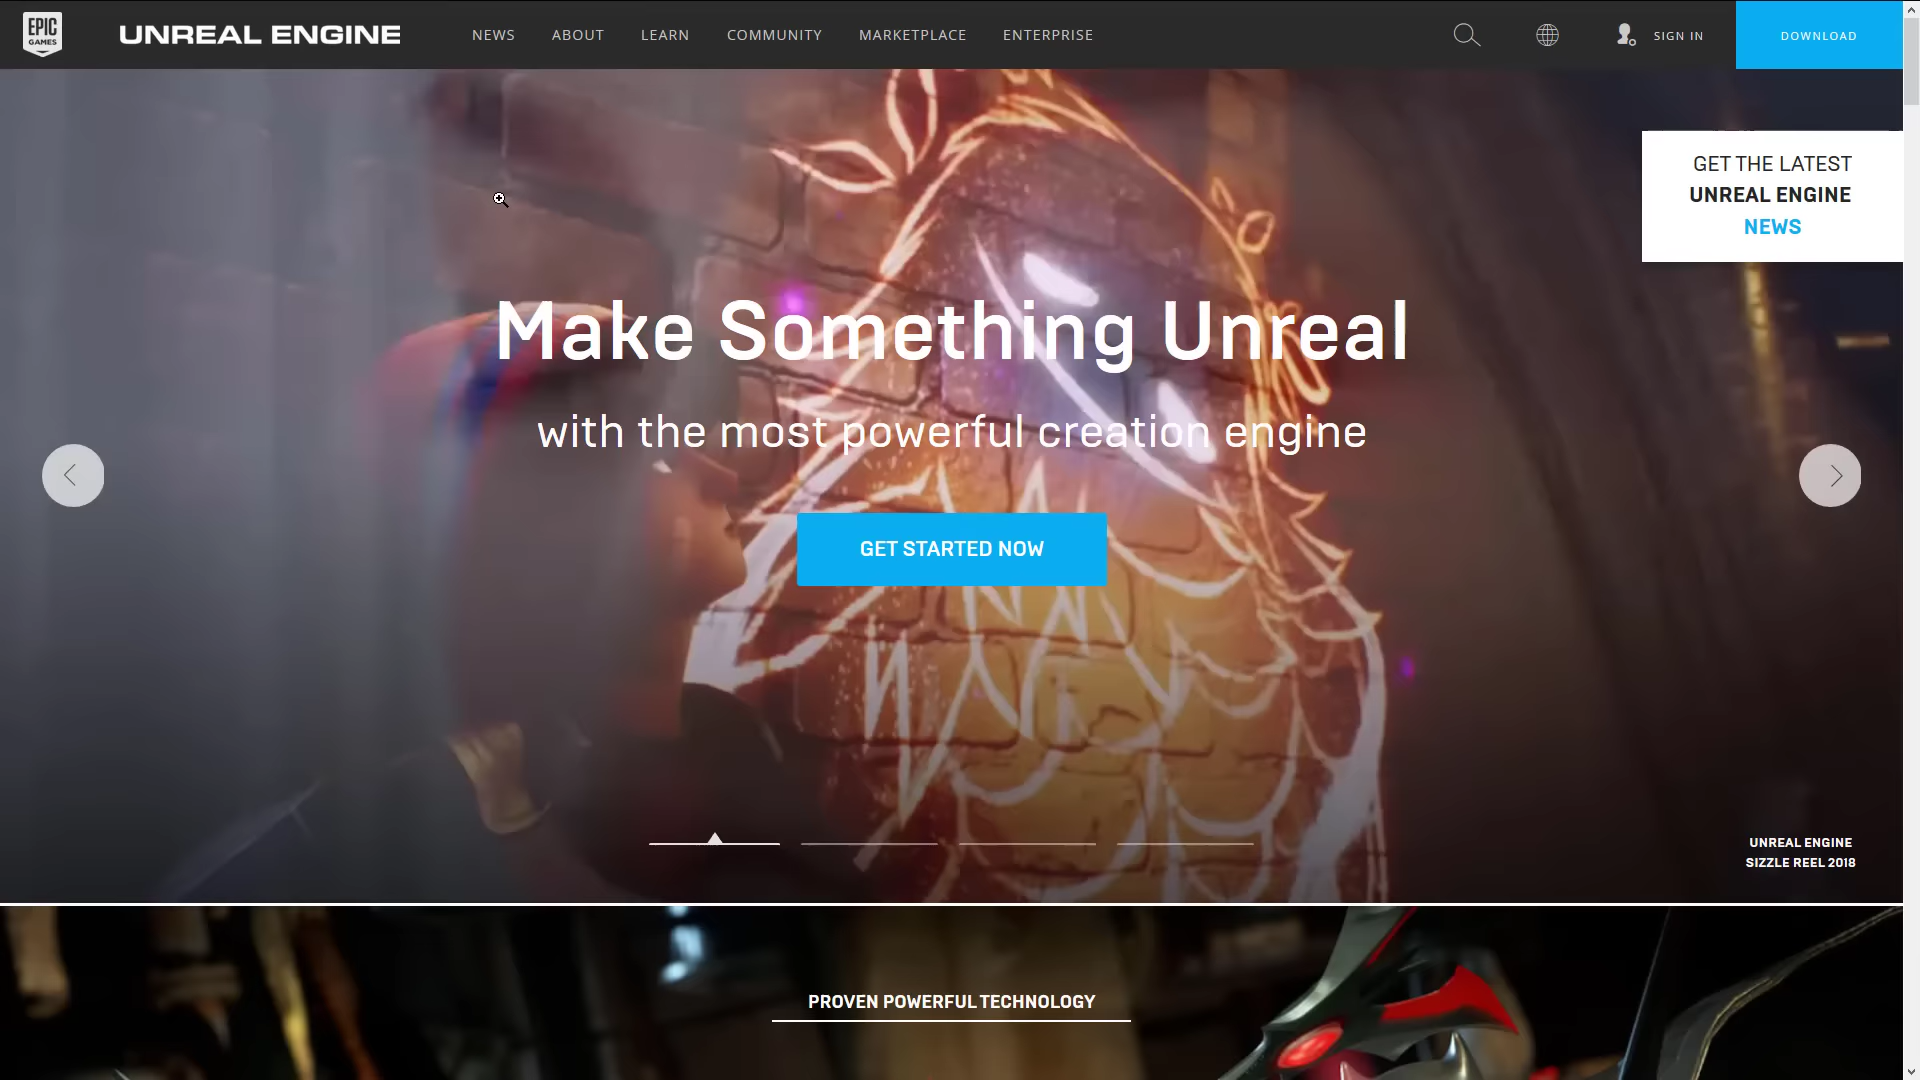 EPIC
GAMES
UNREAL ENGINE
NEWS
ABOUT
LEARN
COMMUNITY
MARKETPLACE
ENTERPRISE
SIGN IN
DOWNLOAD
GET THE LATEST
UNREAL ENGINE
NEWS
Make Something Unreal
with the most powerful creation engine
GET STARTED NOW
UNREAL ENGINE
SIZZLE REEL 2018
PROVEN POWERFUL TECHNOLOGY